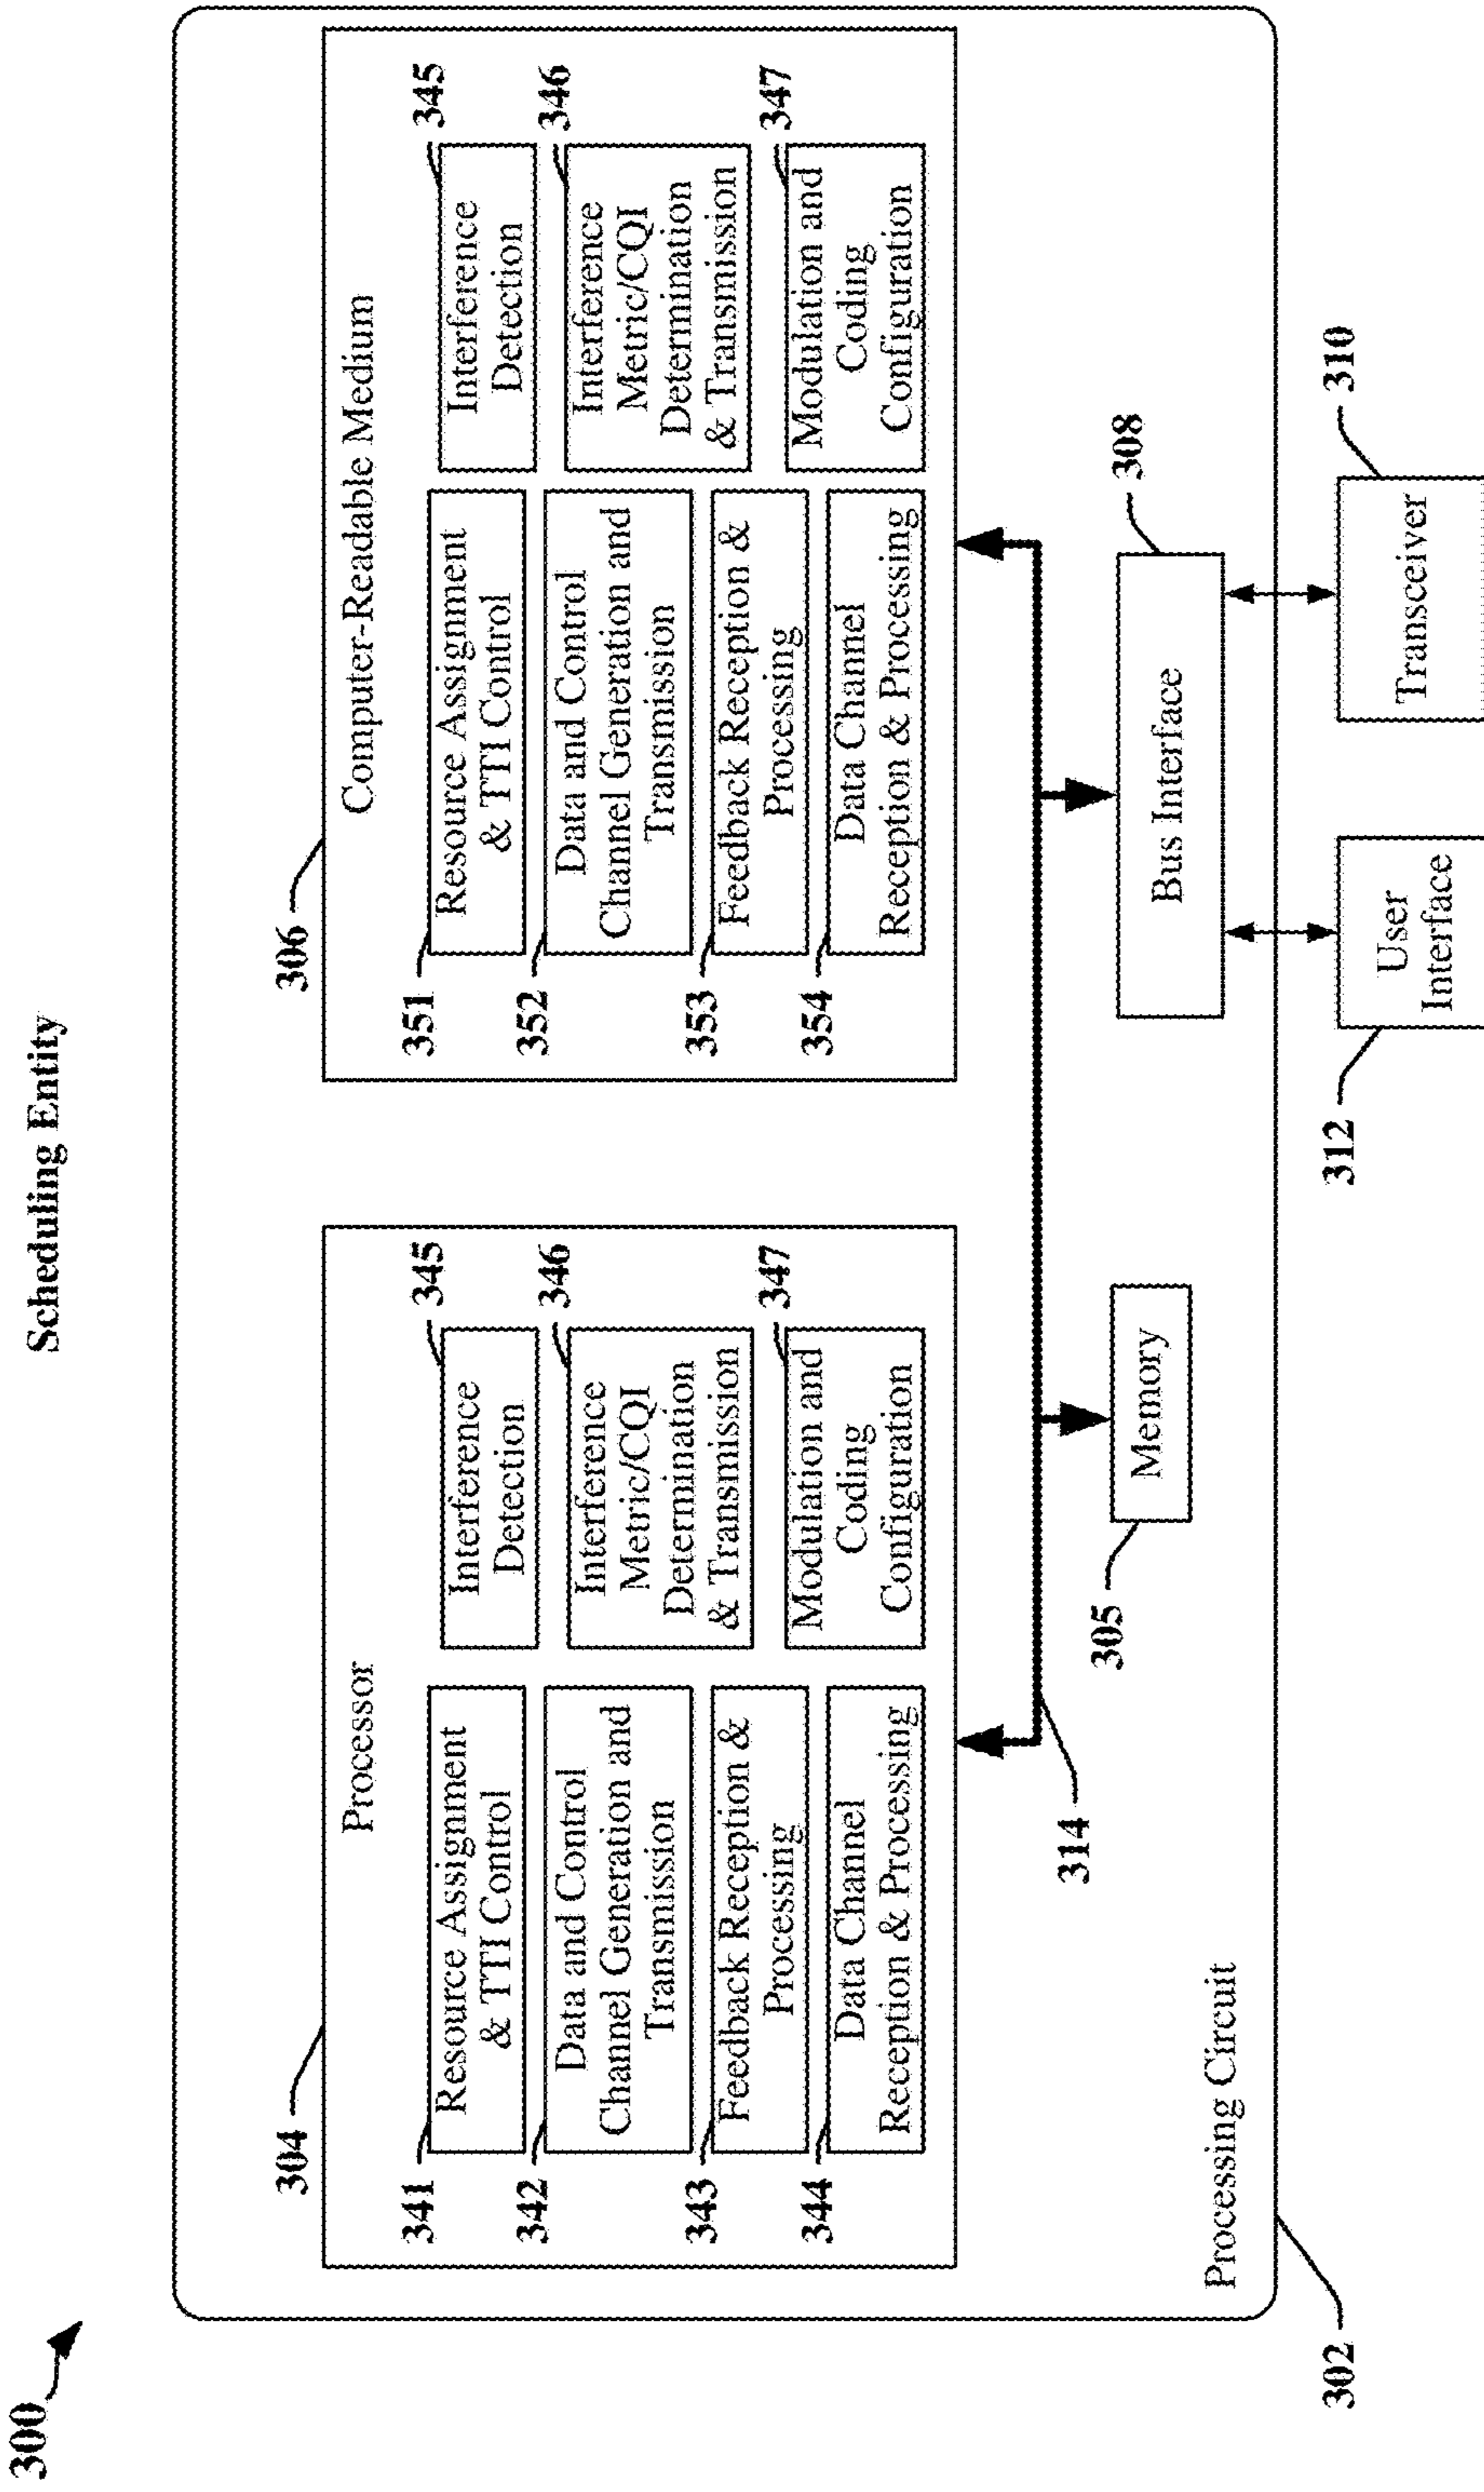 300
Scheduling Entity
304
Processor
341
Resource Assignment
& TTI Control
342
Data and Control
Channel Generation and
Transmission
343
Feedback Reception &
Processing
344
Data Channel
Reception & Processing
345
Interference
Detection
346
Interference
Metric/CQI
Determination
& Transmission
347
Modulation and
Coding
Configuration
306
Computer-Readable Medium
351
Resource Assignment
& TTI Control
352
Data and Control
Channel Generation and
Transmission
353
Feedback Reception &
Processing
354
Data Channel
Reception & Processing
345
Interference
Detection
346
Interference
Metric/CQI
Determination
& Transmission
347
Modulation and
Coding
Configuration
314
305
Memory
308
Bus Interface
Processing Circuit
302
312
User
Interface
310
Transceiver